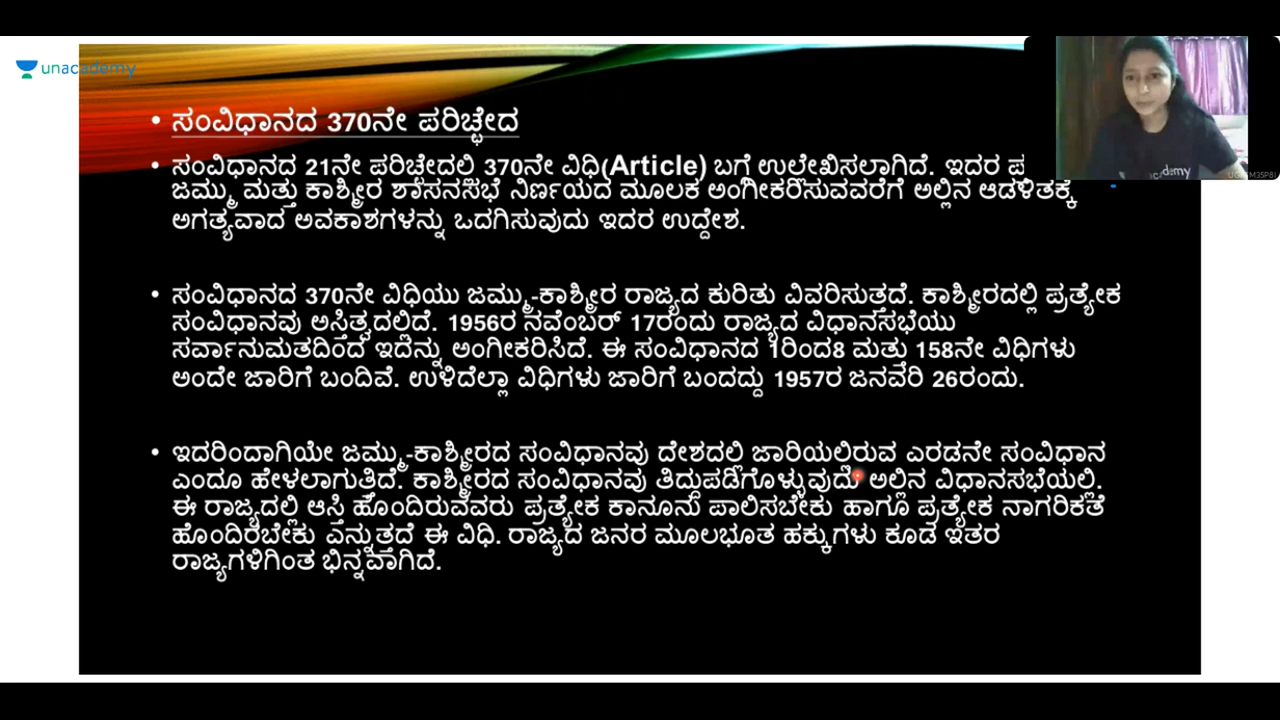 unacademy
• ಸಂವಿಧಾನದ 370ನೇ ಪರಿಚ್ಛೇದ
• ಸಂವಿಧಾನದ 21ನೇ ಪರಿಚ್ಛೇದಲ್ಲಿ 370ನೇ ವಿಧಿ(Article) ಬಗ್ಗೆ ಉಲ್ಲೇಖಿಸಲಾಗಿದೆ. ಇದರ ಪ್ರ
ಜಮ್ಮು ಮತ್ತು ಕಾಶ್ಮೀರ ಶಾಸನಸಭೆ ನಿರ್ಣಯದ ಮೂಲಕ ಅಂಗೀಕರಿಸುವವರೆಗೆ ಅಲ್ಲಿನ ಆಡಳಿತಕ್ಕೆ
ಅಗತ್ಯವಾದ ಅವಕಾಶಗಳನ್ನು ಒದಗಿಸುವುದು ಇದರ ಉದ್ದೇಶ.
• ಸಂವಿಧಾನದ 370ನೇ ವಿಧಿಯು ಜಮ್ಮು-ಕಾಶ್ಮೀರ ರಾಜ್ಯದ ಕುರಿತು ವಿವರಿಸುತ್ತದೆ. ಕಾಶ್ಮೀರದಲ್ಲಿ ಪ್ರತ್ಯೇಕ
ಸಂವಿಧಾನವು ಅಸ್ತಿತ್ವದಲ್ಲಿದೆ. 1956ರ ನವೆಂಬರ್ 17ರಂದು ರಾಜ್ಯದ ವಿಧಾನಸಭೆಯು
ಸರ್ವಾನುಮತದಿಂದ ಇದನ್ನು ಅಂಗೀಕರಿಸಿದೆ. ಈ ಸಂವಿಧಾನದ 1ರಿಂದ8 ಮತ್ತು 158ನೇ ವಿಧಿಗಳು
ಅಂದೇ ಜಾರಿಗೆ ಬಂದಿವೆ. ಉಳಿದೆಲ್ಲಾ ವಿಧಿಗಳು ಜಾರಿಗೆ ಬಂದದ್ದು 1957ರ ಜನವರಿ 26ರಂದು.
• ಇದರಿಂದಾಗಿಯೇ ಜಮ್ಮು-ಕಾಶ್ಮೀರದ ಸಂವಿಧಾನವು ದೇಶದಲ್ಲಿ ಜಾರಿಯಲ್ಲಿರುವ ಎರಡನೇ ಸಂವಿಧಾನ
ಎಂದೂ ಹೇಳಲಾಗುತ್ತಿದೆ. ಕಾಶ್ಮೀರದ ಸಂವಿಧಾನವು ತಿದ್ದುಪಡಿಗೊಳ್ಳುವುದು ಅಲ್ಲಿನ ವಿಧಾನಸಭೆಯಲ್ಲಿ.
ಈ ರಾಜ್ಯದಲ್ಲಿ ಆಸ್ತಿ ಹೊಂದಿರುವವರು ಪ್ರತ್ಯೇಕ ಕಾನೂನು ಪಾಲಿಸಬೇಕು ಹಾಗೂ ಪ್ರತ್ಯೇಕ ನಾಗರಿಕತೆ
ಹೊಂದಿರಬೇಕು ಎನ್ನುತ್ತದೆ ಈ ವಿಧಿ. ರಾಜ್ಯದ ಜನರ ಮೂಲಭೂತ ಹಕ್ಕುಗಳು ಕೂಡ ಇತರ
ರಾಜ್ಯಗಳಿಗಿಂತ ಭಿನ್ನವಾಗಿದೆ.